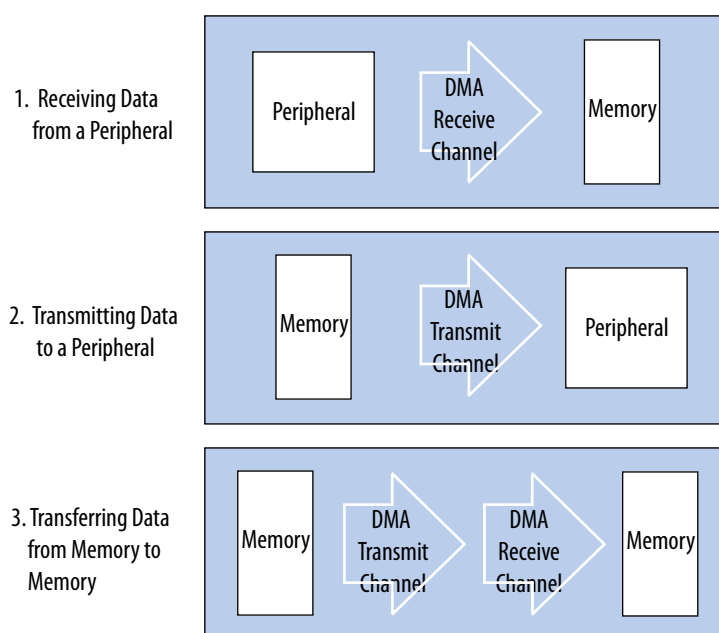 1. Receiving Data
from a Peripheral
Peripheral
DMA
Receive
Channel
Memory
2. Transmitting Data
to a Peripheral
Memory
DMA
Transmit
Channel
Peripheral
3. Transferring Data
from Memory to
Memory
Memory
DMA
Transmit
Channel
DMA
Receive
Channel
Memory